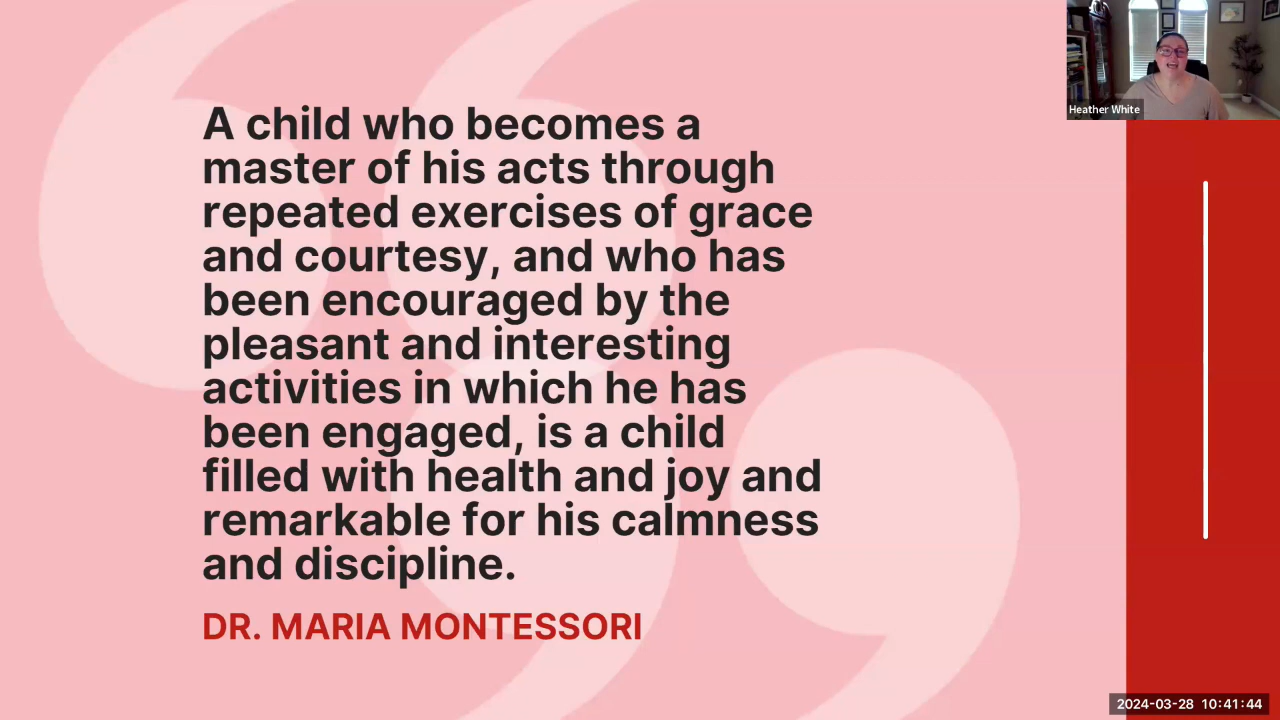 Heather White
A child who becomes a
master of his acts through
repeated exercises of grace
and courtesy, and who has
been encouraged by the
pleasant and interesting
activities in which he has
been engaged, is a child
filled with health and joy and
remarkable for his calmness
and discipline.
DR. MARIA MONTESSORI
2024-03-28 10:41:44